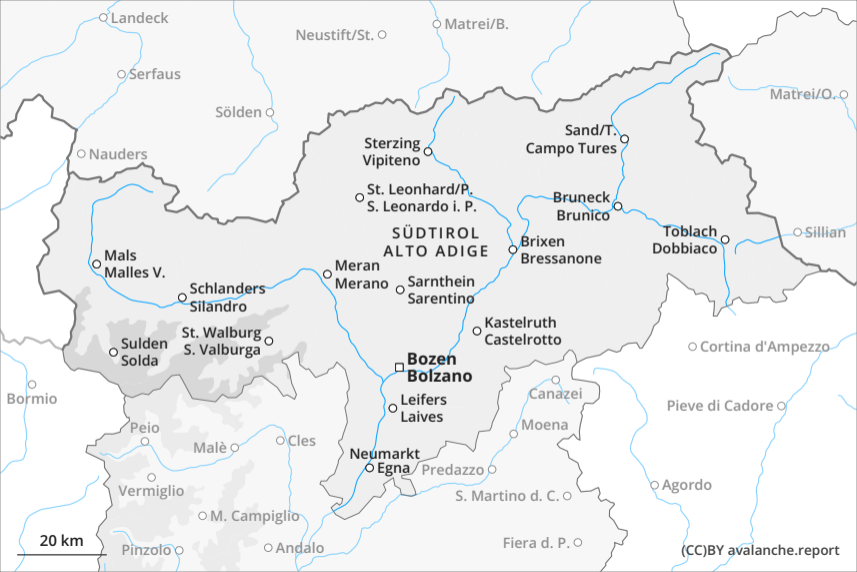 Landeck
Matrei/B.
Neustift/St.
Serfaus
Matrei/O.
Sölden
Sand/T.
Campo Tures
Sterzing
Vipiteno
Nauders
St. Leonhard/P.
S. Leonardo i. P.
Bruneck
Brunico
SÜDTIROL
ALTO ADIGE
Toblach
Dobbiaco
Sillian
Brixen
Bressanone
Mals
Malles V.
Meran
Merano
Sarnthein
Sarentino
Schlanders
Silandro
Kastelruth
Castelrotto
St. Walburg
S. Valburga
Sulden
Solda
Cortina d'Ampezzo
Bozen
Bolzano
Bormio
Canazei
Leifers
Laives
Pieve di Cadore
Peio
Moena
Malè
Cles
Neumarkt
Egna
Predazzo
Vermiglio
Agordo
S. Martino d. C.
M. Campiglio
20 km
Pinzolo
Andalo
Fiera d. P.
(CC)BY avalanche.report